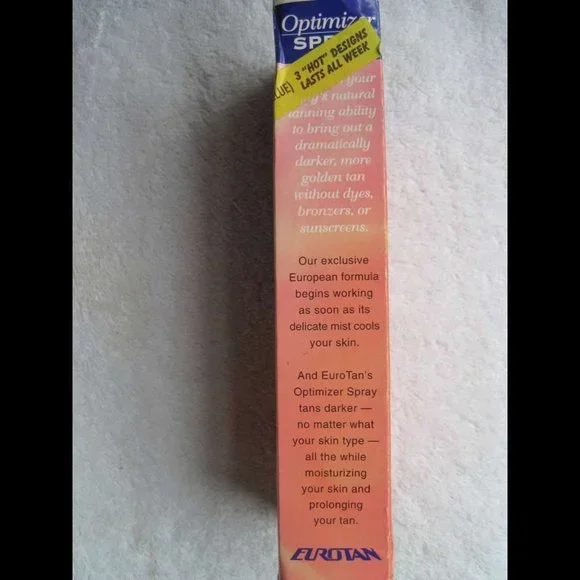 Optimizer
SP
LUE) 3 "HOT" DESIGNS
LASTS ALL WEEK
your
natural
tanning ability
to bring out a
dramatically
darker, more
golden tan
without dyes,
bronzers, or
sunscreens.
Our exclusive
European formula
begins working
as soon as its
delicate mist cools
your skin.
And EuroTan's
Optimizer Spray
tans darker —
no matter what
your skin type —
all the while
moisturizing
your skin and
prolonging
your tan.
EUROTAN